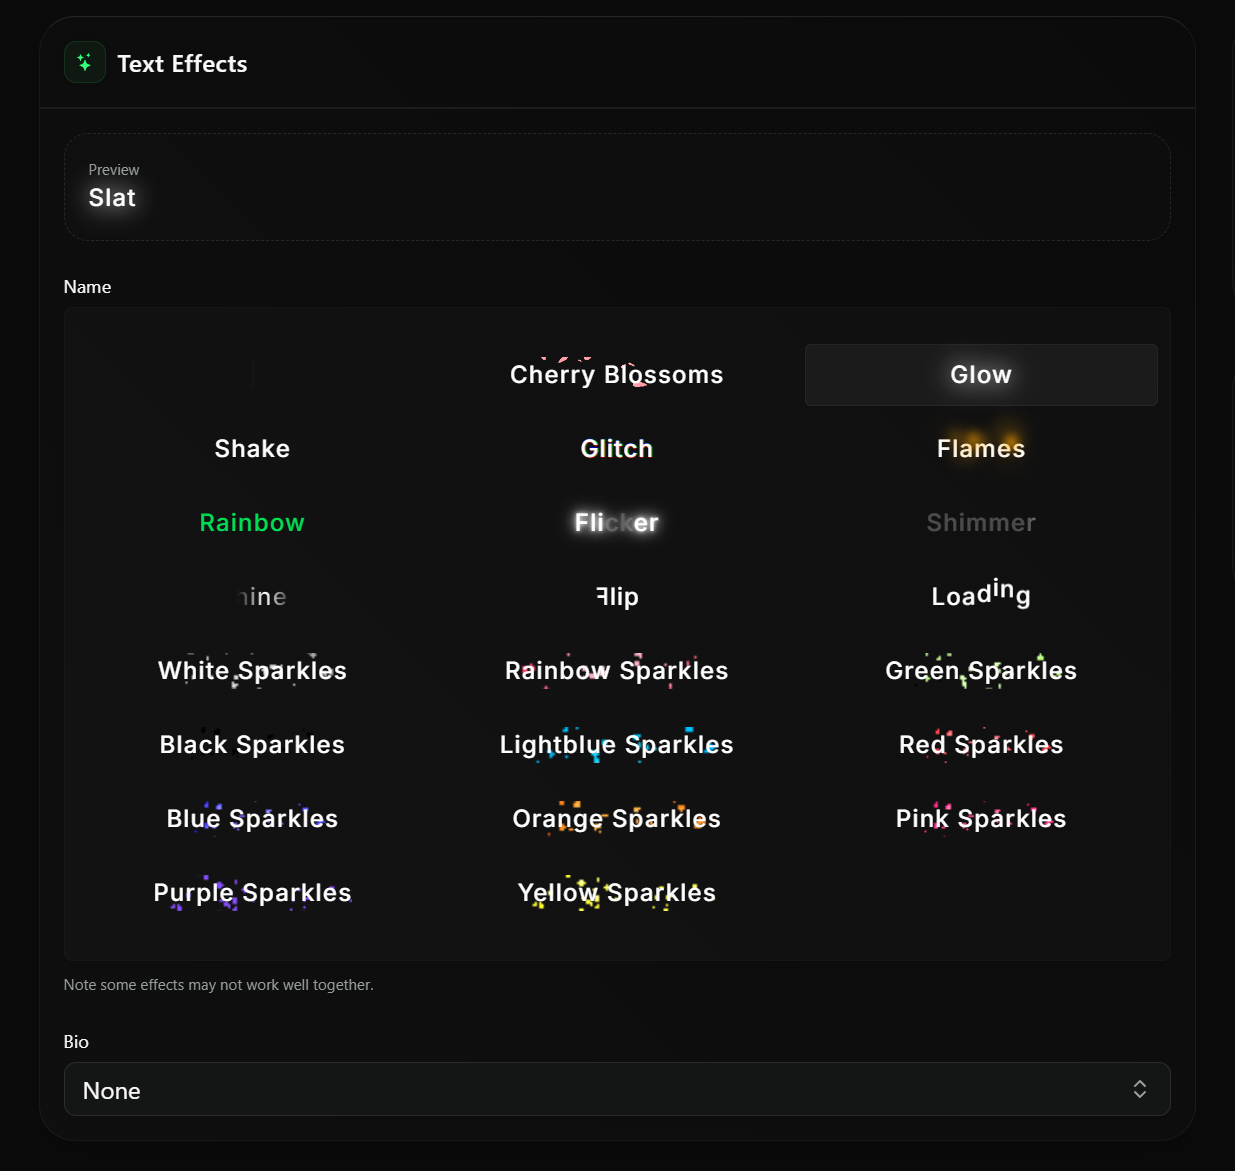 Text Effects
Preview
Slat
Name
Cherry Blossoms
Glow
Shake
Glitch
Flames
Rainbow
Flicker
Shimmer
hine
Flip
Loading
White Sparkles
Rainbow Sparkles
Green Sparkles
Black Sparkles
Lightblue Sparkles
Red Sparkles
Blue Sparkles
Orange Sparkles
Pink Sparkles
Purple Sparkles
Yellow Sparkles
Note some effects may not work well together.
Bio
None